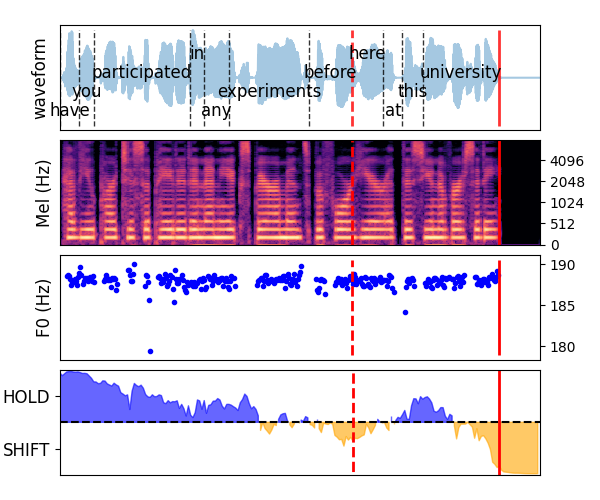 waveform
in here
participated before university
you experiments this
have any at
Mel (Hz)
4096
2048
1024
512
0
F0 (Hz)
190
185
180
HOLD
SHIFT